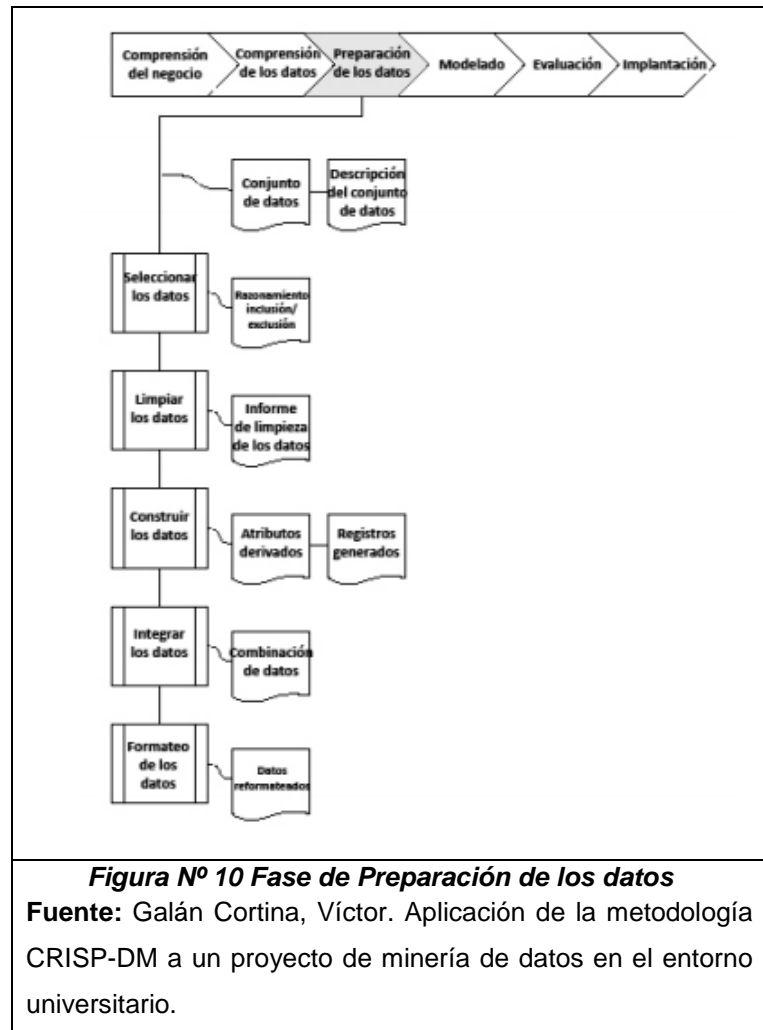 Comprensión
del negocio
Comprensión
de los datos
Preparación
de los datos
Modelado
Evaluación
Implantación
Conjunto
de datos
Descripción
del conjunto
de datos
Seleccionar
los datos
Razonamiento
inclusión/
exclusión
Limpiar
los datos
Informe
de limpieza
de los datos
Construir
los datos
Atributos
derivados
Registros
generados
Integrar
los datos
Combinación
de datos
Formateo
de los
datos
Datos
reformateados
Figura Nº 10 Fase de Preparación de los datos
Fuente: Galán Cortina, Víctor. Aplicación de la metodología
CRISP-DM a un proyecto de minería de datos en el entorno
universitario.